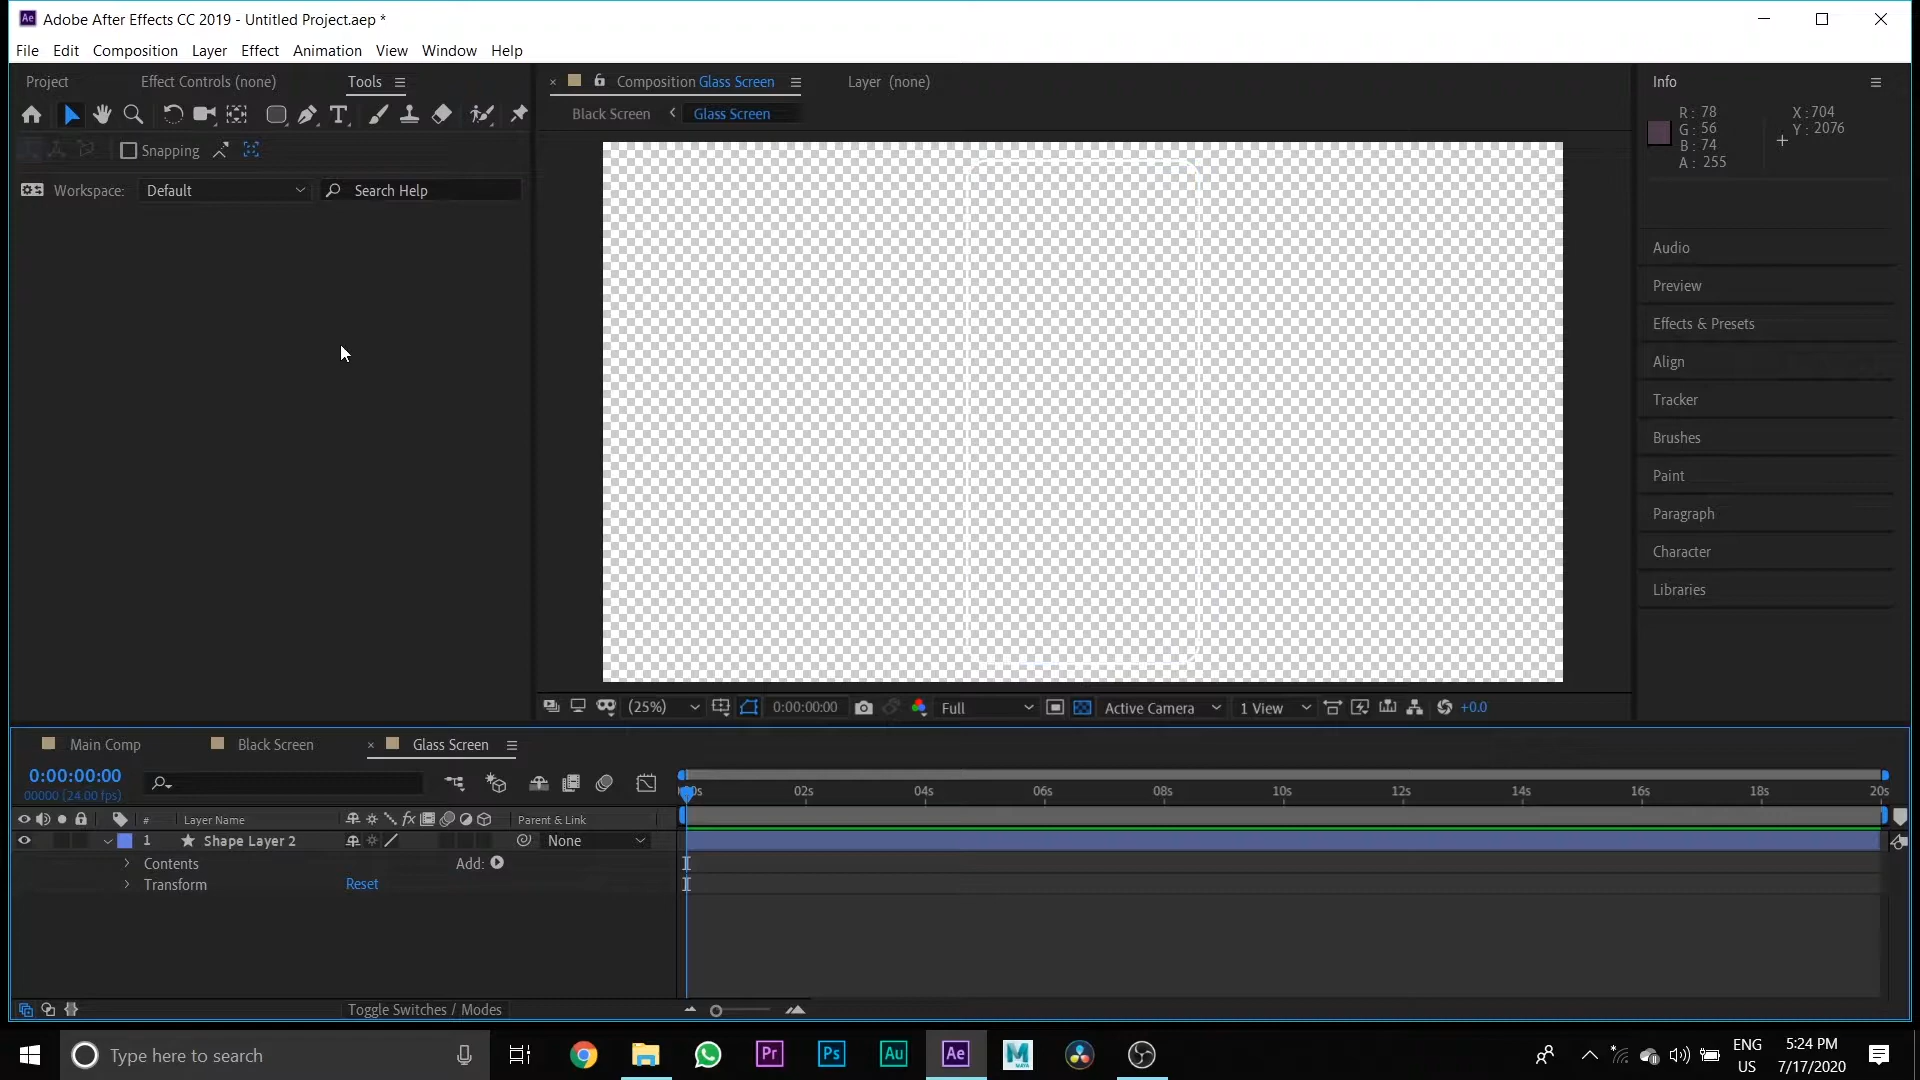 Adobe After Effects CC 2019 - Untitled Project.aep *
File Edit Composition Layer Effect Animation View Window Help
Project Effect Controls (none) Tools
Composition Glass Screen Layer (none)
Black Screen Glass Screen
Snapping
Workspace: Default Search Help
Info
R: 78
G: 56
B: 74
A: 255
X: 704
Y: 2076
Audio
Preview
Effects & Presets
Align
Tracker
Brushes
Paint
Paragraph
Character
Libraries
(25%) 0:00:00:00 Full Active Camera 1 View +0.0
Main Comp Black Screen Glass Screen
0:00:00:00
00000 (24.00 fps)
02s 04s 06s 08s 10s 12s 14s 16s 18s 20s
# Layer Name Parent & Link
1 Shape Layer 2 None
Contents Add:
Transform Reset
Toggle Switches / Modes
Type here to search
Pr Ps Au Ae
ENG
US
5:24 PM
7/17/2020